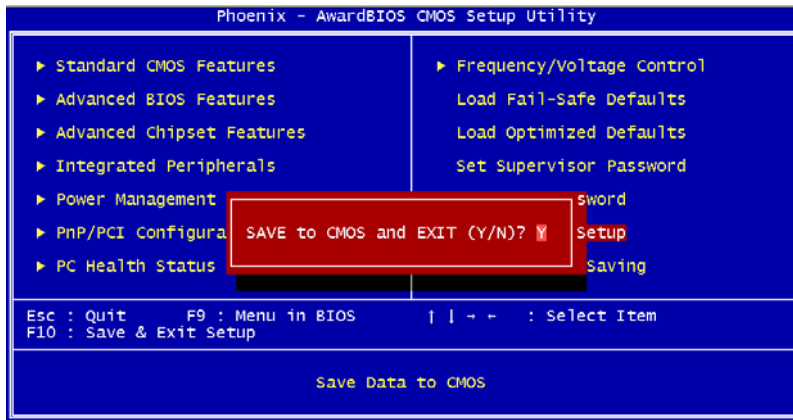 Phoenix - AwardBIOS CMOS Setup Utility
Standard CMOS Features
Advanced BIOS Features
Advanced Chipset Features
Integrated Peripherals
Power Management
PnP/PCI Configura
PC Health Status
Frequency/Voltage Control
Load Fail-Safe Defaults
Load Optimized Defaults
Set Supervisor Password
sword
Setup
Saving
SAVE to CMOS and EXIT (Y/N)? Y
Esc : Quit F9 : Menu in BIOS ↑ ↓ → ← : Select Item
F10 : Save & Exit Setup
Save Data to CMOS